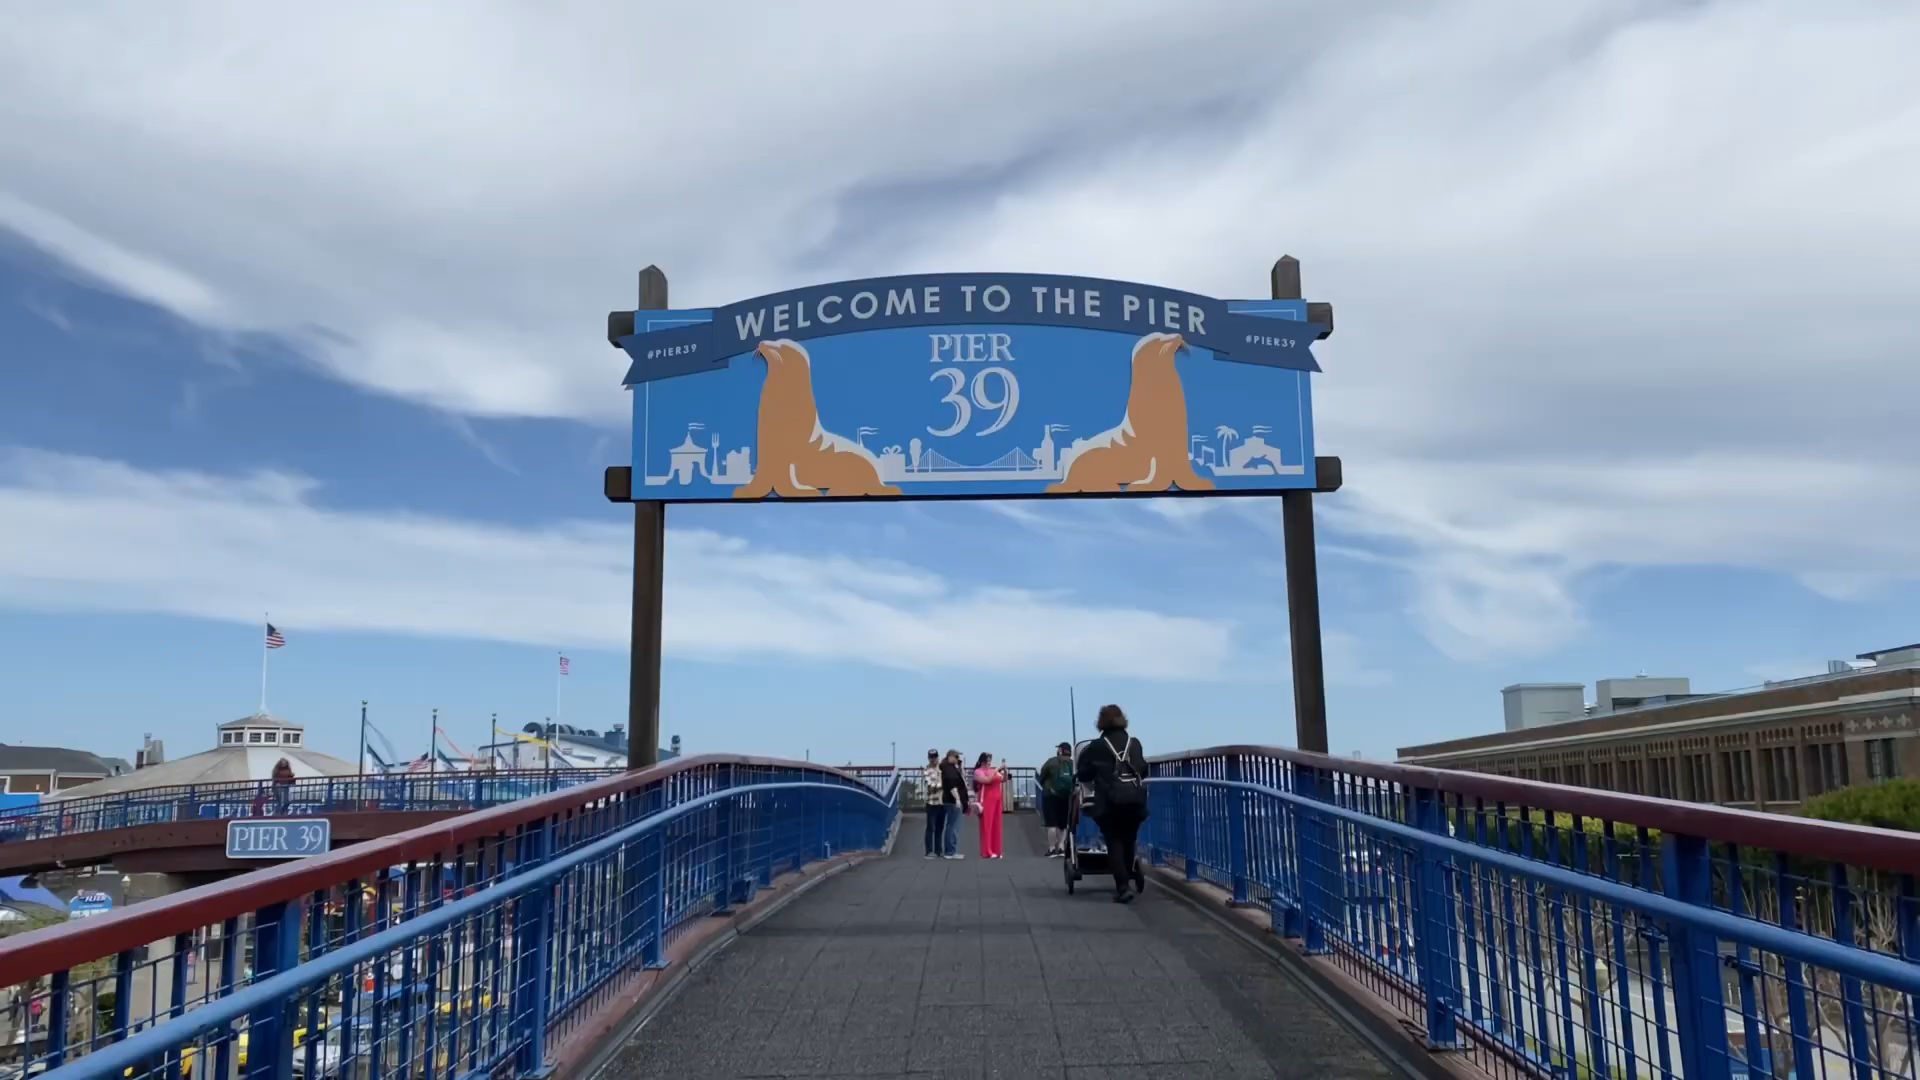 WELCOME TO THE PIER
#PIER39
#PIER39
PIER
39
PIER 39